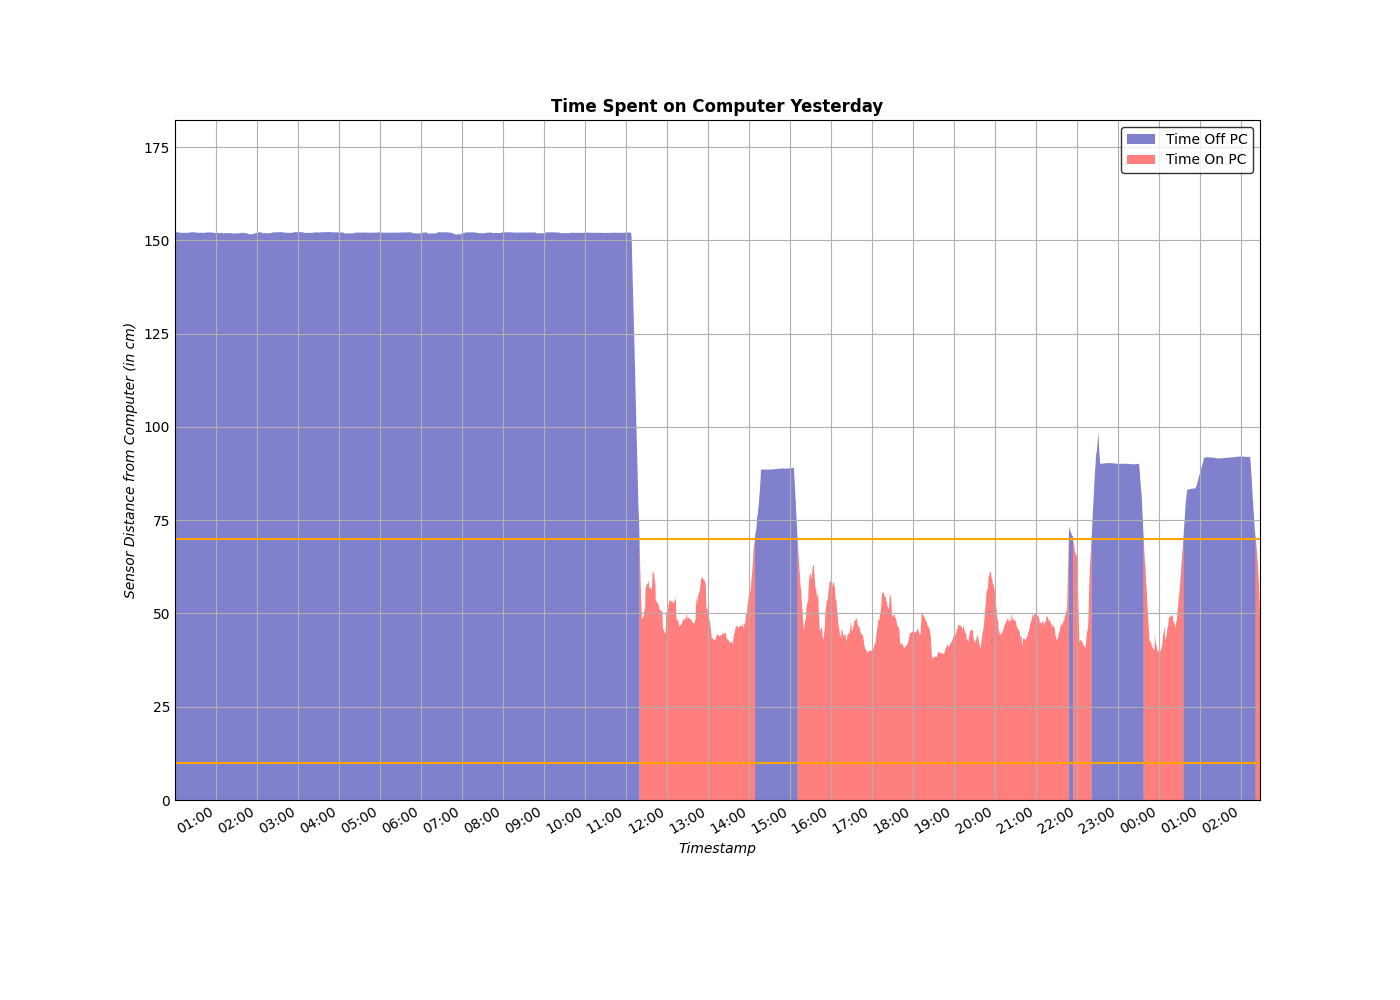 Time Spent on Computer Yesterday
Time Off PC
Time On PC
Sensor Distance from Computer (in cm)
175
150
125
100
75
50
25
0
01:00 02:00 03:00 04:00 05:00 06:00 07:00 08:00 09:00 10:00 11:00 12:00 13:00 14:00 15:00 16:00 17:00 18:00 19:00 20:00 21:00 22:00 23:00 00:00 01:00 02:00
Timestamp